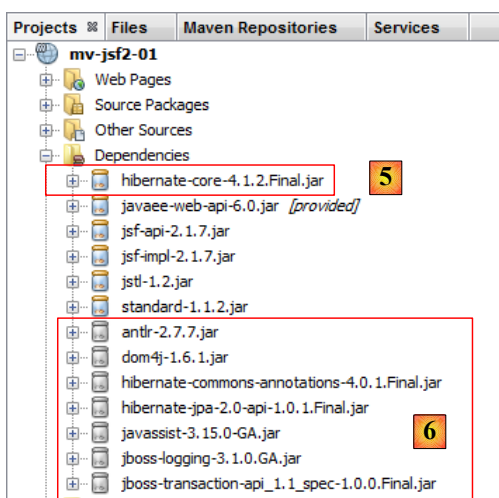 Projects Files Maven Repositories Services
mv-jsf2-01
Web Pages
Source Packages
Other Sources
Dependencies
hibernate-core-4.1.2.Final.jar 5
javaee-web-api-6.0.jar [provided]
jsf-api-2.1.7.jar
jsf-impl-2.1.7.jar
jstl-1.2.jar
standard-1.1.2.jar
antlr-2.7.7.jar
dom4j-1.6.1.jar
hibernate-commons-annotations-4.0.1.Final.jar
hibernate-jpa-2.0-api-1.0.1.Final.jar
javassist-3.15.0-GA.jar 6
jboss-logging-3.1.0.GA.jar
jboss-transaction-api_1.1_spec-1.0.0.Final.jar